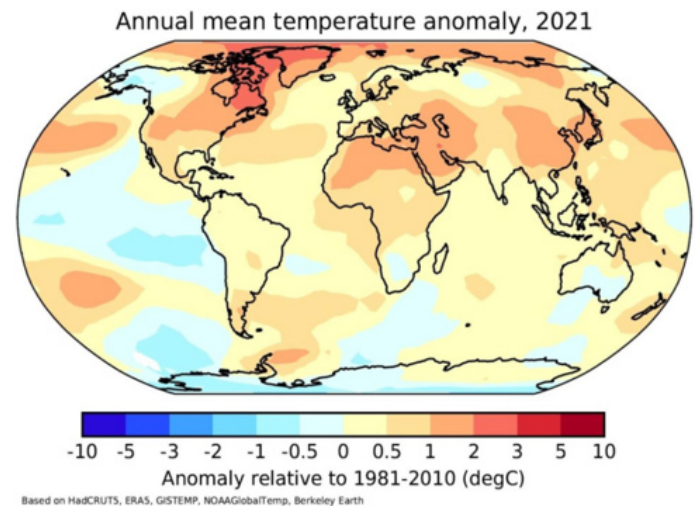 Annual mean temperature anomaly, 2021
-10 -5 -3 -2 -1 -0.5 0 0.5 1 2 3 5 10
Anomaly relative to 1981-2010 (degC)
Based on HadCRUT5, ERA5, GISTEMP, NOAAGlobalTemp, Berkeley Earth